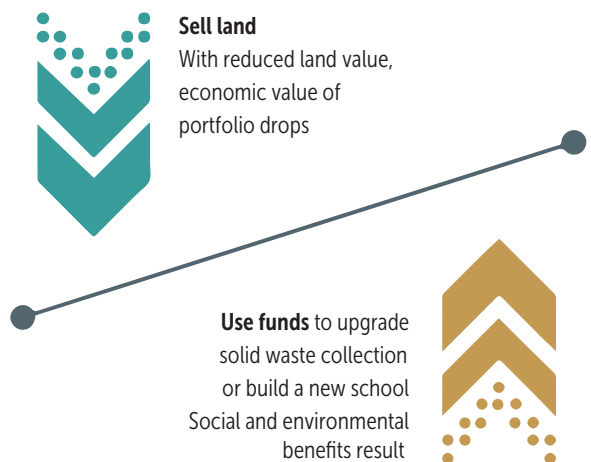 Sell land
With reduced land value,
economic value of
portfolio drops
Use funds to upgrade
solid waste collection
or build a new school
Social and environmental
benefits result